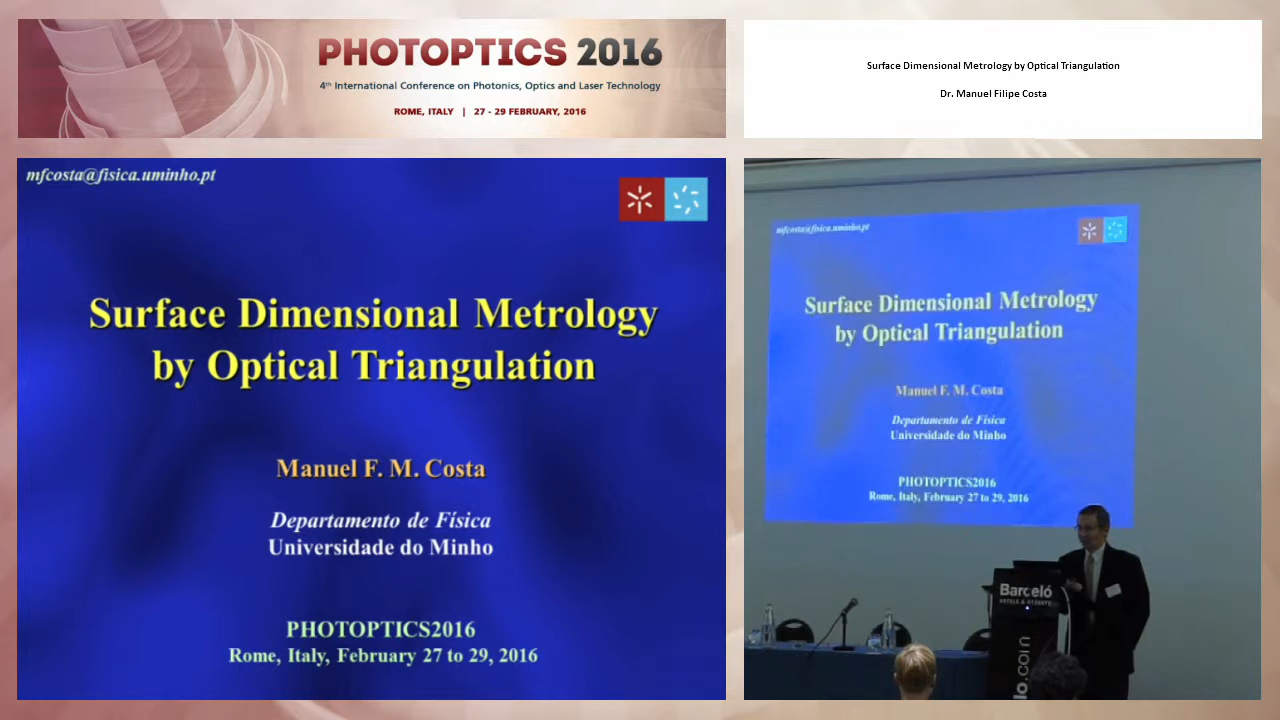 PHOTOPTICS 2016
4th International Conference on Photonics, Optics and Laser Technology
ROME, ITALY | 27 - 29 FEBRUARY, 2016
Surface Dimensional Metrology by Optical Triangulation
Dr. Manuel Filipe Costa
mfcosta@fisica.uminho.pt
Surface Dimensional Metrology
by Optical Triangulation
Manuel F. M. Costa
Departamento de Física
Universidade do Minho
PHOTOPTICS2016
Rome, Italy, February 27 to 29, 2016
mfcosta@fisica.uminho.pt
Surface Dimensional Metrology
by Optical Triangulation
Manuel F. M. Costa
Departamento de Física
Universidade do Minho
PHOTOPTICS2016
Rome, Italy, February 27 to 29, 2016
Barceló
HOTELS & RESORTS
lo.com